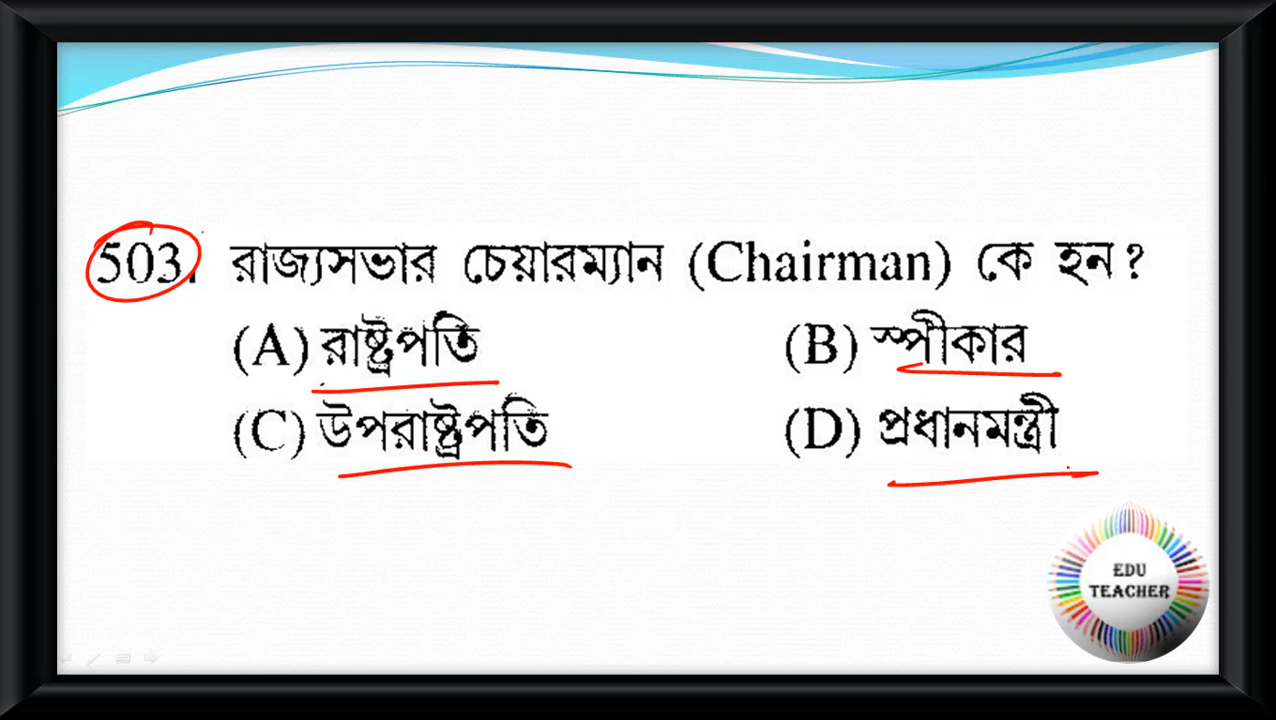 503. রাজ্যসভার চেয়ারম্যান (Chairman) কে হন?
(A) রাষ্ট্রপতি (B) স্পীকার
(C) উপরাষ্ট্রপতি (D) প্রধানমন্ত্রী
EDU
TEACHER